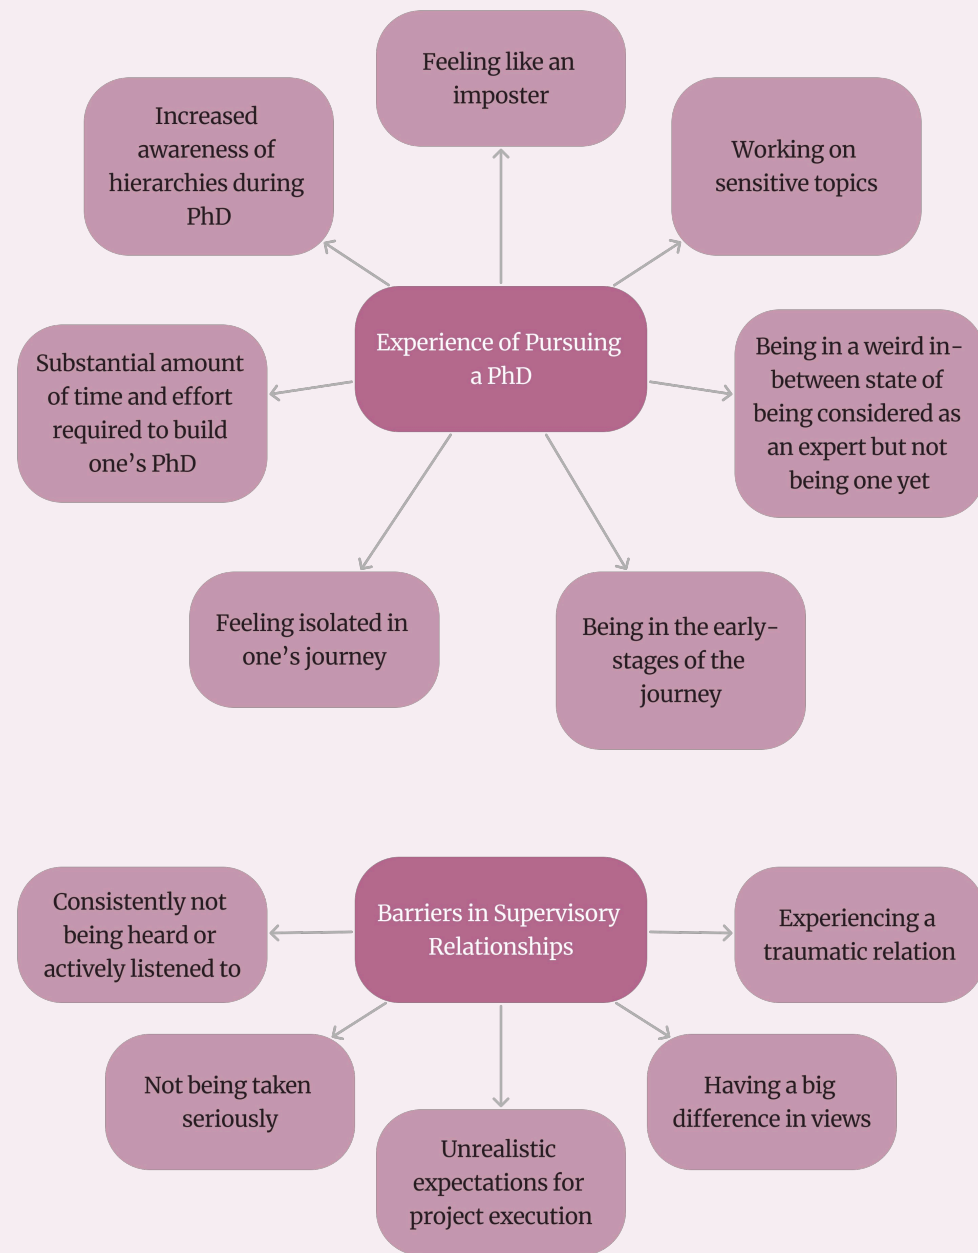 Feeling like an
imposter
Increased
awareness of
hierarchies during
PhD
Working on
sensitive topics
Experience of Pursuing
a PhD
Substantial amount
of time and effort
required to build
one’s PhD
Being in a weird in-
between state of
being considered as
an expert but not
being one yet
Feeling isolated in
one’s journey
Being in the early-
stages of the
journey
Consistently not
being heard or
actively listened to
Barriers in Supervisory
Relationships
Experiencing a
traumatic relation
Not being taken
seriously
Unrealistic
expectations for
project execution
Having a big
difference in views